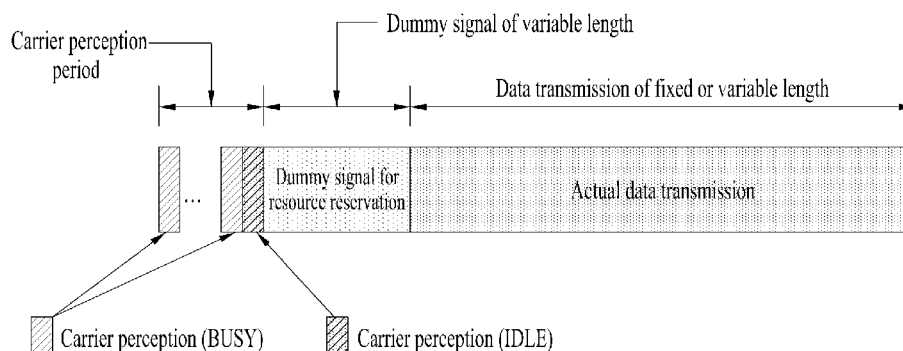 Dummy signal of variable length
Carrier perception
period
Data transmission of fixed or variable length
Dummy signal for
resource reservation
Actual data transmission
...
Carrier perception (BUSY)
Carrier perception (IDLE)